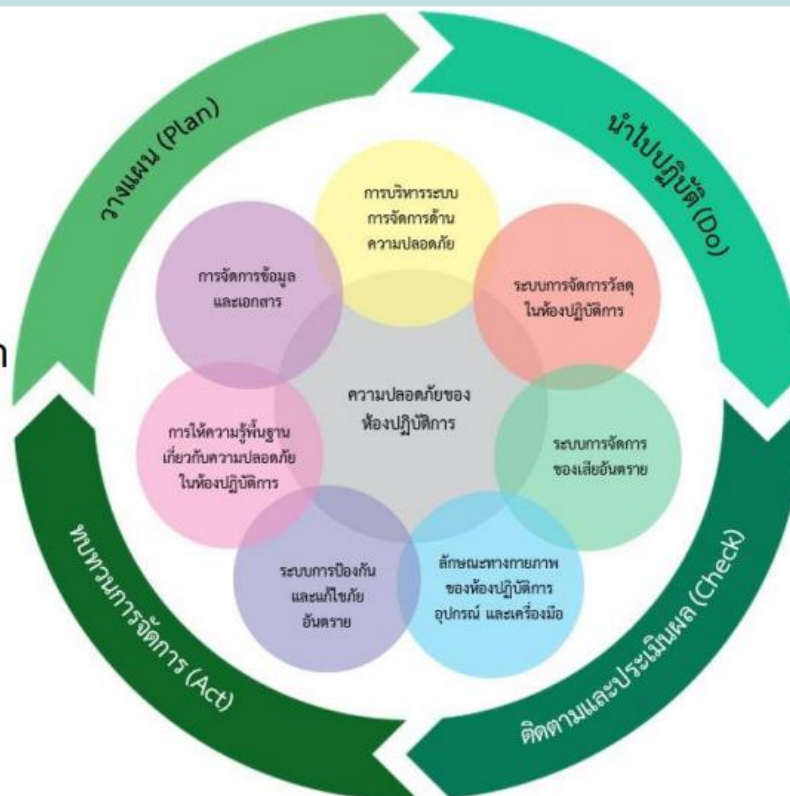 วางแผน (Plan)
นำไปปฏิบัติ (Do)
ติดตามและประเมินผล (Check)
ทบทวนการจัดการ (Act)
การบริหารระบบ
การจัดการด้าน
ความปลอดภัย
ระบบการจัดการวัสดุ
ในห้องปฏิบัติการ
ระบบการจัดการ
ของเสียอันตราย
ลักษณะทางกายภาพ
ของห้องปฏิบัติการ
อุปกรณ์ และเครื่องมือ
ระบบการป้องกัน
และแก้ไขภัย
อันตราย
การให้ความรู้พื้นฐาน
เกี่ยวกับความปลอดภัย
ในห้องปฏิบัติการ
การจัดการข้อมูล
และเอกสาร
ความปลอดภัยของ
ห้องปฏิบัติการ